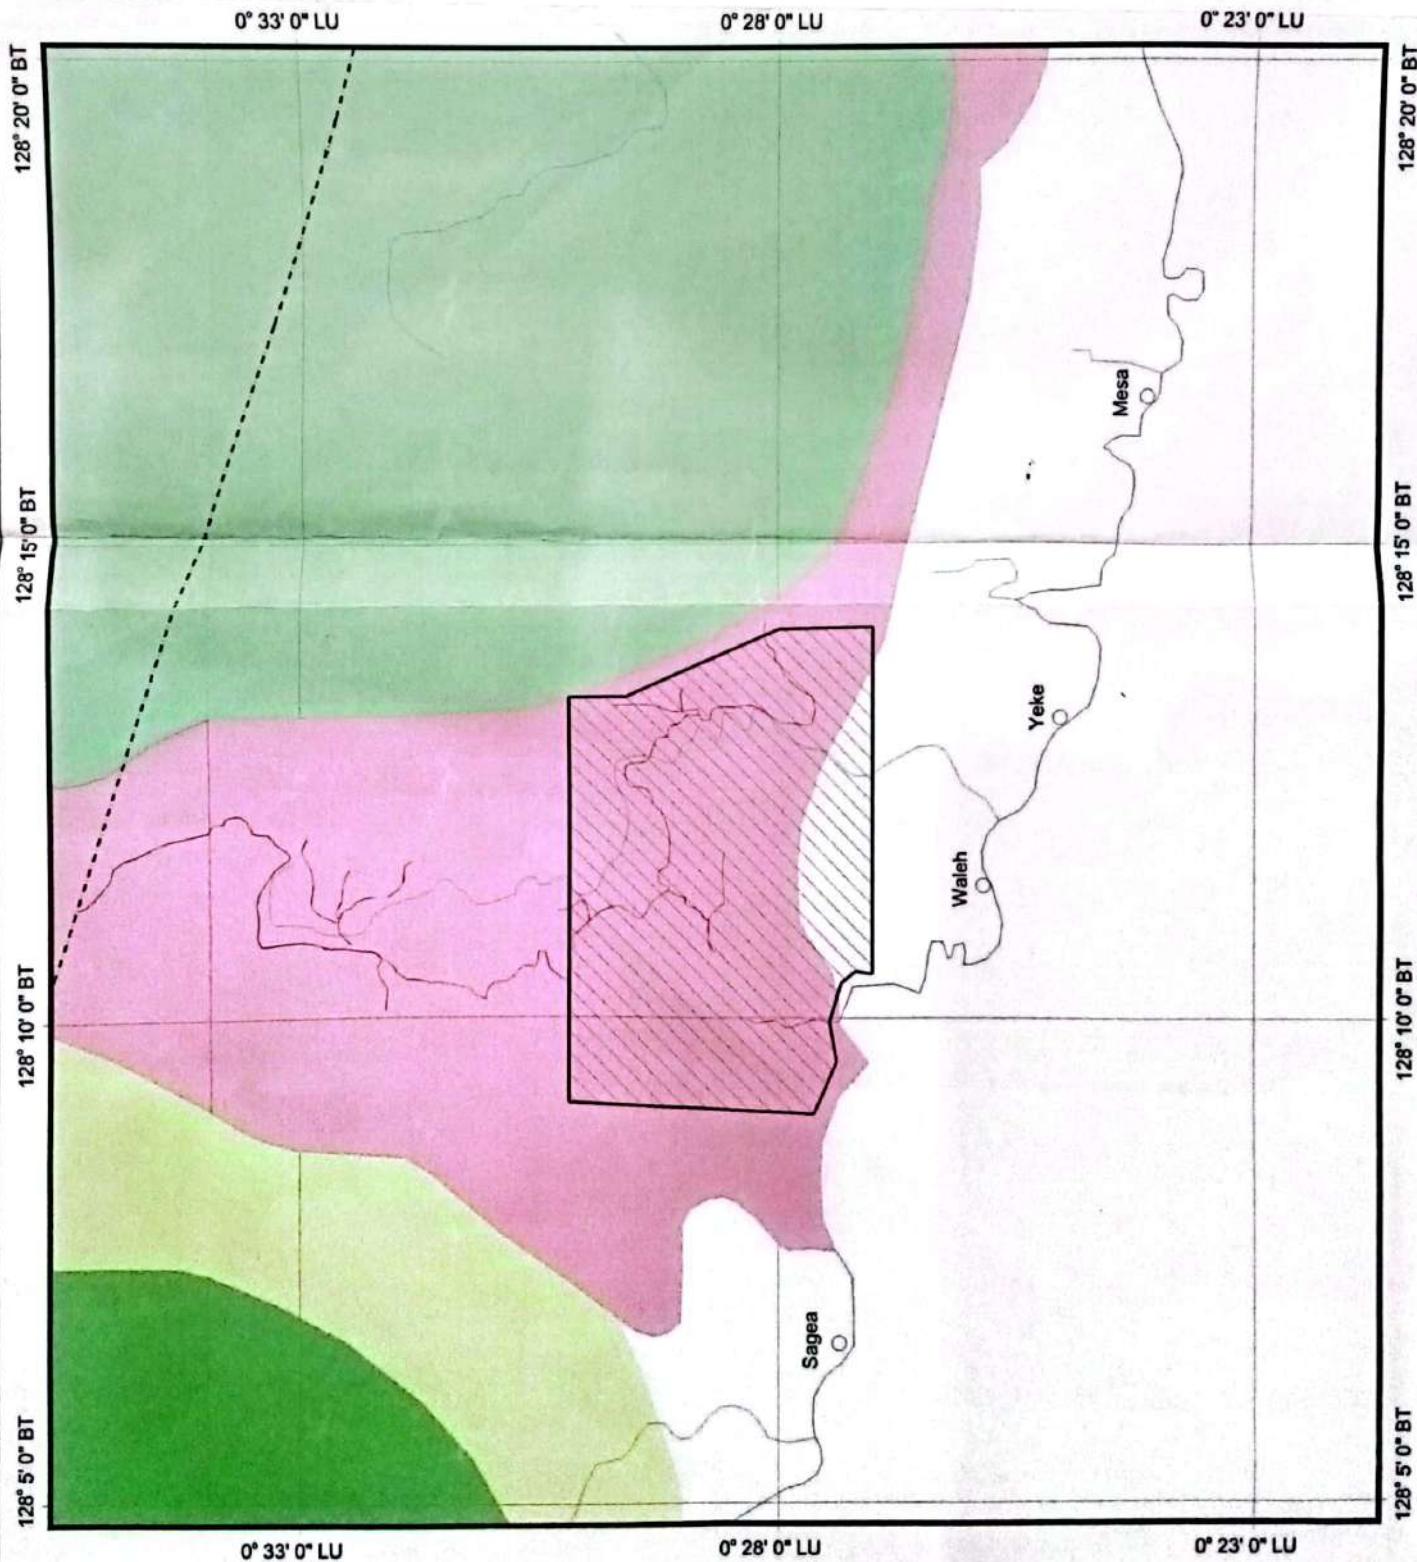 0° 33' 0" LU
0° 28' 0" LU
0° 23' 0" LU
128° 20' 0" BT
128° 20' 0" BT
Mesa
128° 15' 0" BT
128° 15' 0" BT
Yeke
Waleh
128° 10' 0" BT
128° 10' 0" BT
Sagea
128° 5' 0" BT
128° 5' 0" BT
0° 33' 0" LU
0° 28' 0" LU
0° 23' 0" LU